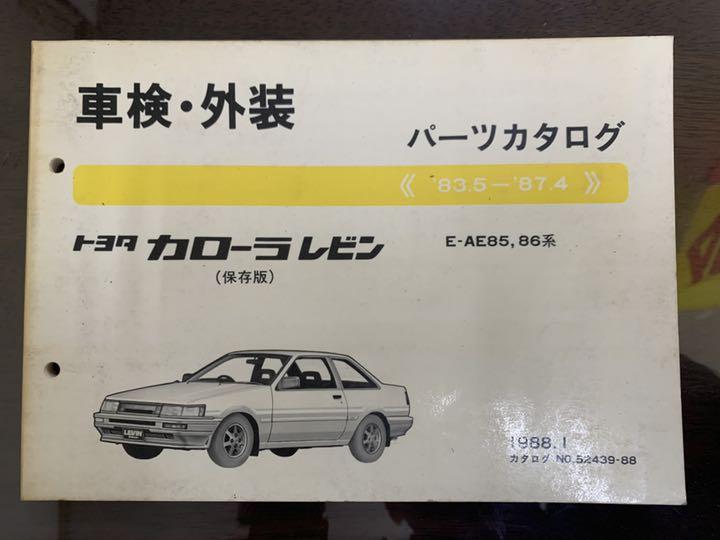 車検・外装
パーツカタログ
《 '83.5-'87.4 》
トヨタ カローラ レビン
E-AE85, 86系
(保存版)
LEVIN
1988.1
カタログ NO.52439-88